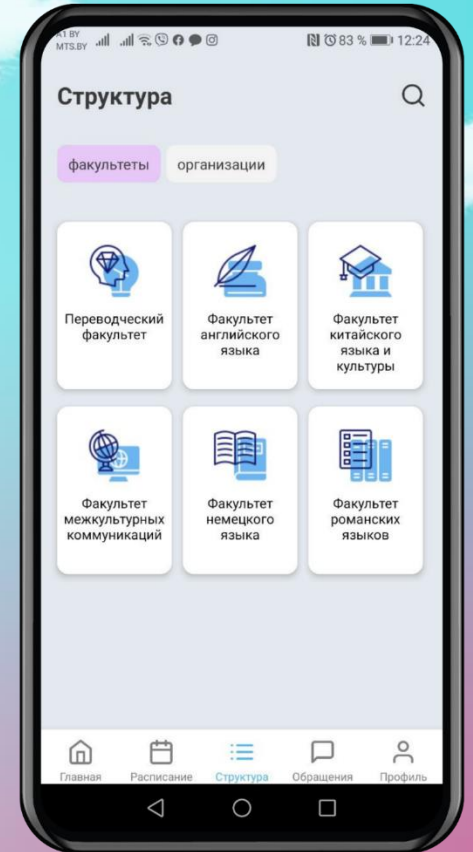 A1 BY
MTS.BY 83 % 12:24
Структура
факультеты организации
Переводческий
факультет
Факультет
английского
языка
Факультет
китайского
языка и
культуры
Факультет
межкультурных
коммуникаций
Факультет
немецкого
языка
Факультет
романских
языков
Главная Расписание Структура Обращения Профиль